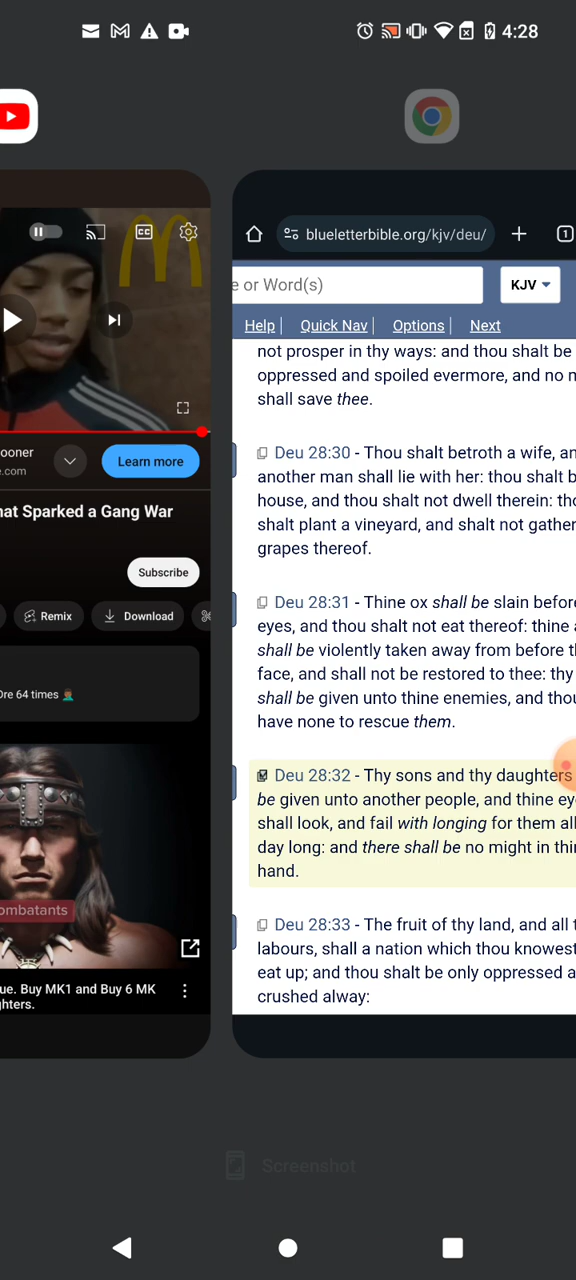 4:28
blueletterbible.org/kjv/deu/
1
CC
e or Word(s)
KJV
Help| Quick Nav| Options| Next
not prosper in thy ways: and thou shalt be
oppressed and spoiled evermore, and no m
shall save thee.
ooner
e.com
Learn more
Deu 28:30 - Thou shalt betroth a wife, an
another man shall lie with her: thou shalt b
house, and thou shalt not dwell therein: tho
shalt plant a vineyard, and shalt not gather
grapes thereof.
hat Sparked a Gang War
Subscribe
Remix
Download
Deu 28:31 - Thine ox shall be slain before
eyes, and thou shalt not eat thereof: thine a
shall be violently taken away from before th
face, and shall not be restored to thee: thy
shall be given unto thine enemies, and thou
have none to rescue them.
Ore 64 times
Deu 28:32 - Thy sons and thy daughters
be given unto another people, and thine eye
shall look, and fail with longing for them all
day long: and there shall be no might in thin
hand.
ombatants
Deu 28:33 - The fruit of thy land, and all t
labours, shall a nation which thou knowest
eat up; and thou shalt be only oppressed a
crushed alway:
ue. Buy MK1 and Buy 6 MK
hters.
Screenshot